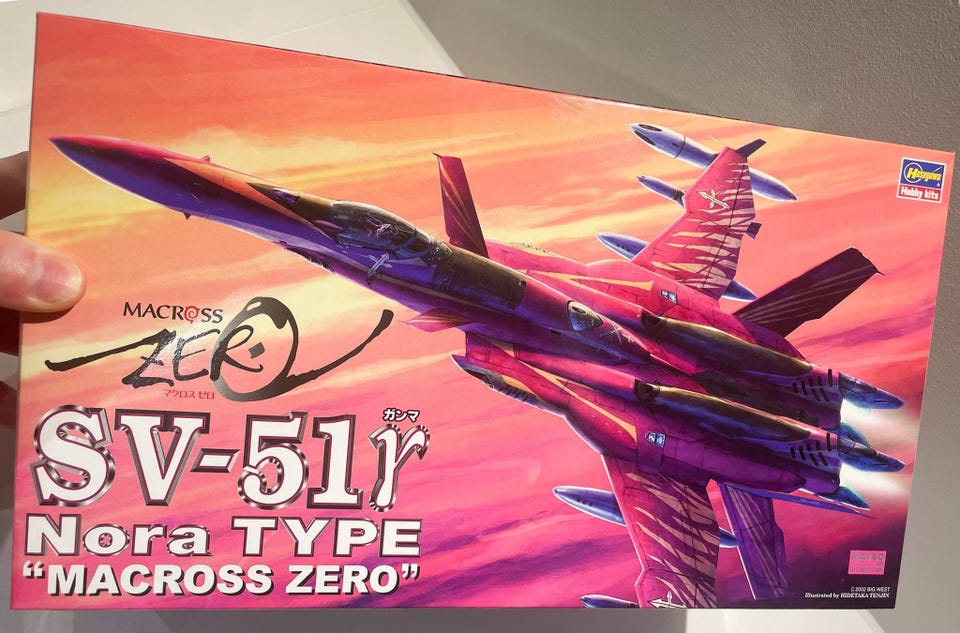 Hasegawa
Hobby kits
MACROSS
ZERO
マクロス ゼロ
ガンマ
SV-51γ
Nora TYPE
“MACROSS ZERO”
©2002 BIG WEST
Illustrated by HIDETAKA TENJIN